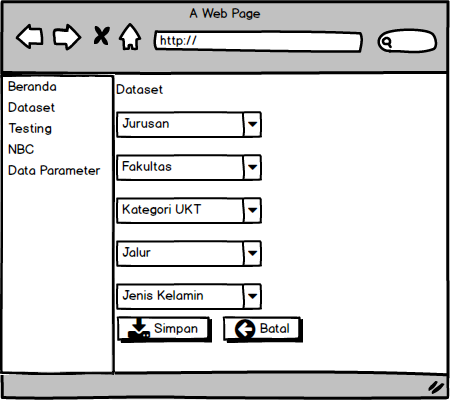 A Web Page
http://
Beranda
Dataset
Testing
NBC
Data Parameter
Dataset
Jurusan
Fakultas
Kategori UKT
Jalur
Jenis Kelamin
Simpan
Batal